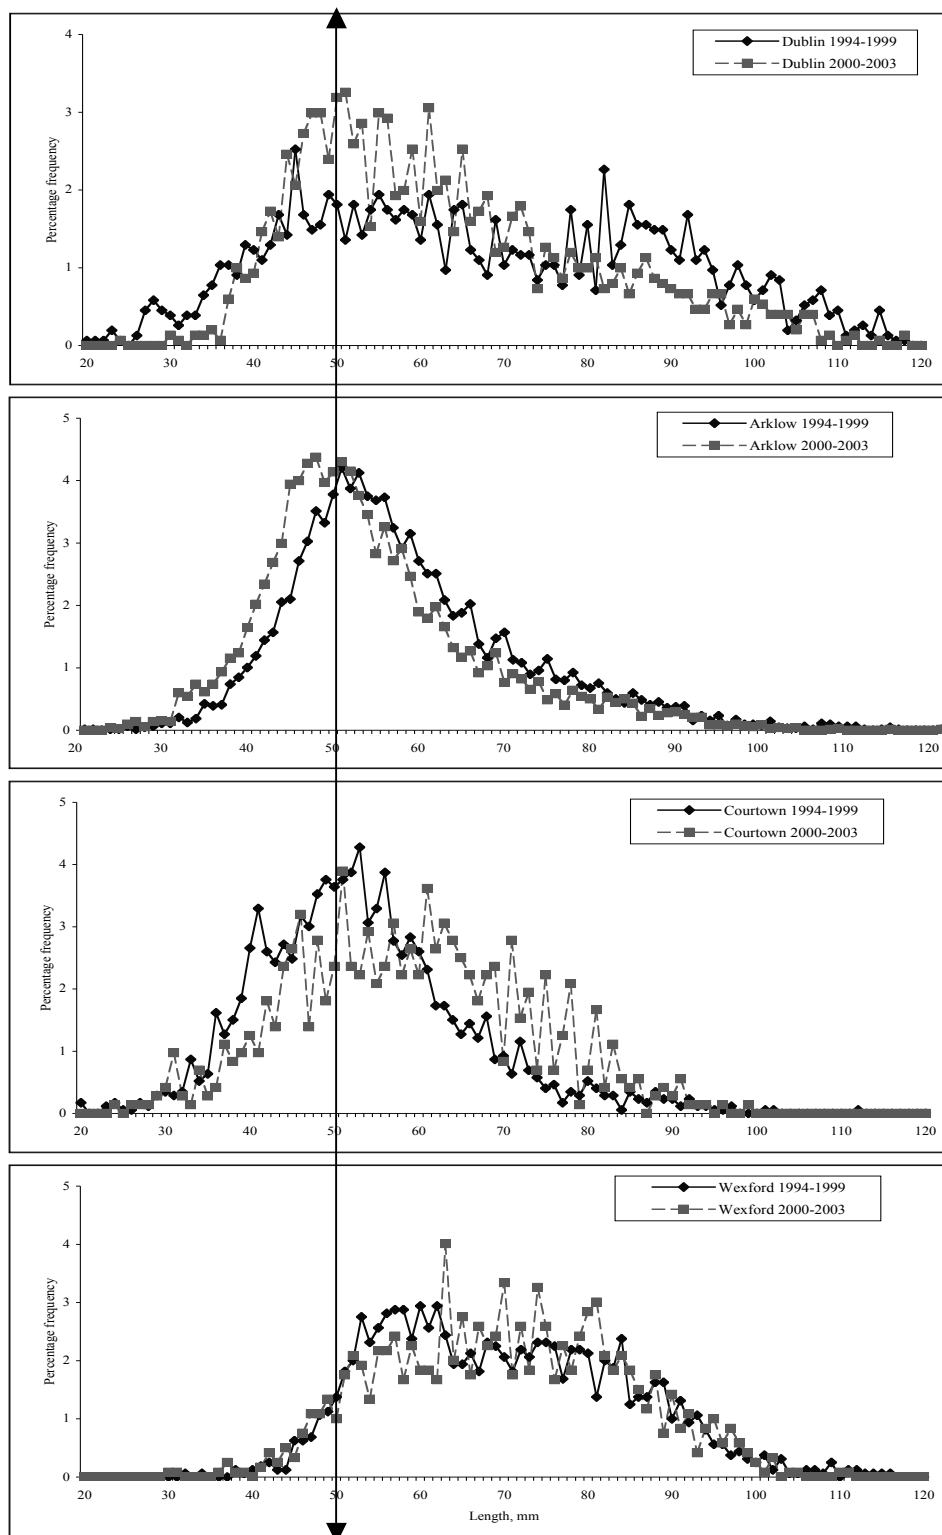 4
Dublin 1994-1999
Dublin 2000-2003
3
Percentage frequency
2
1
0
20 30 40 50 60 70 80 90 100 110 120
5
Arklow 1994-1999
Arklow 2000-2003
4
Percentage frequency
3
2
1
0
20 30 40 50 60 70 80 90 100 110 120
5
Courtown 1994-1999
Courtown 2000-2003
4
Percentage frequency
3
2
1
0
20 30 40 50 60 70 80 90 100 110 120
5
Wexford 1994-1999
Wexford 2000-2003
4
Percentage frequency
3
2
1
0
20 30 40 50 60 70 80 90 100 110 120
Length, mm